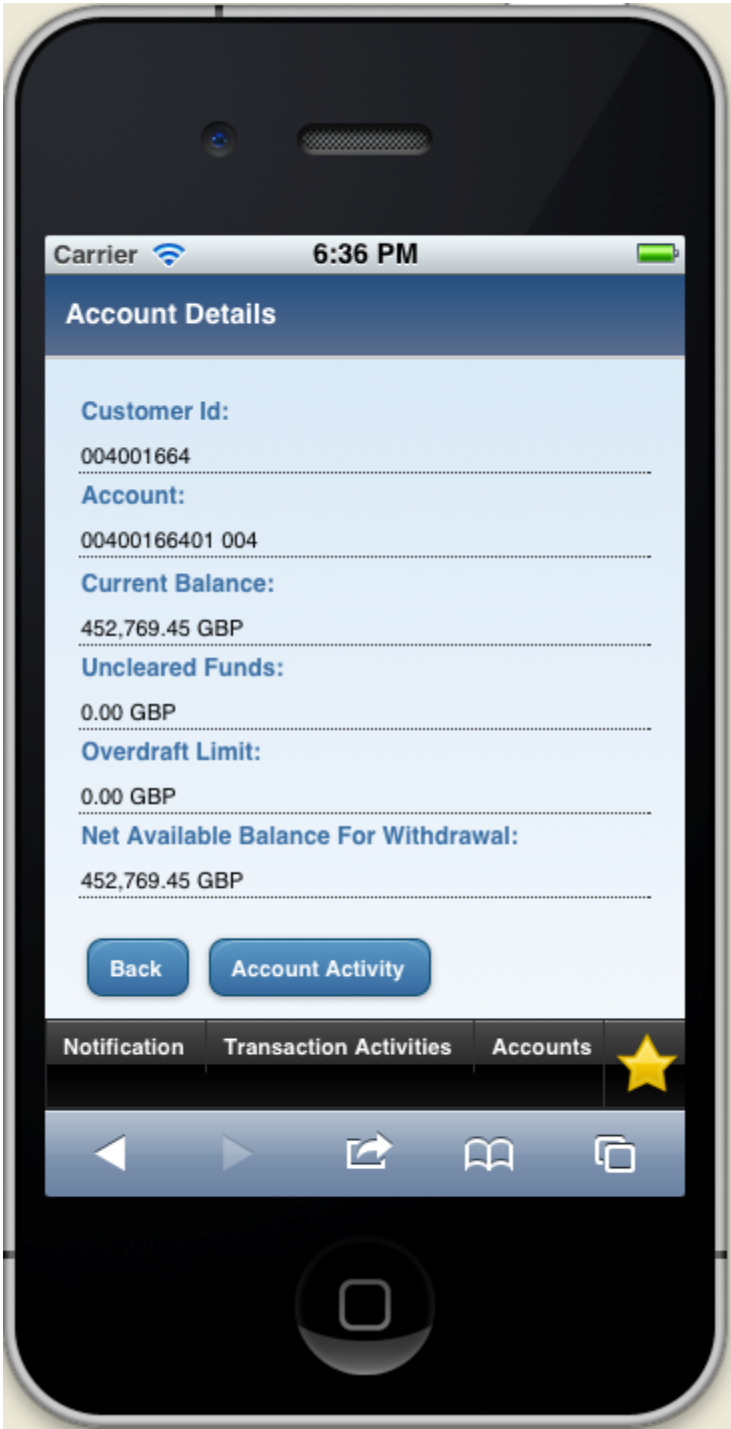 Carrier 6:36 PM
Account Details
Customer Id:
004001664
Account:
00400166401 004
Current Balance:
452,769.45 GBP
Uncleared Funds:
0.00 GBP
Overdraft Limit:
0.00 GBP
Net Available Balance For Withdrawal:
452,769.45 GBP
Back Account Activity
Notification Transaction Activities Accounts